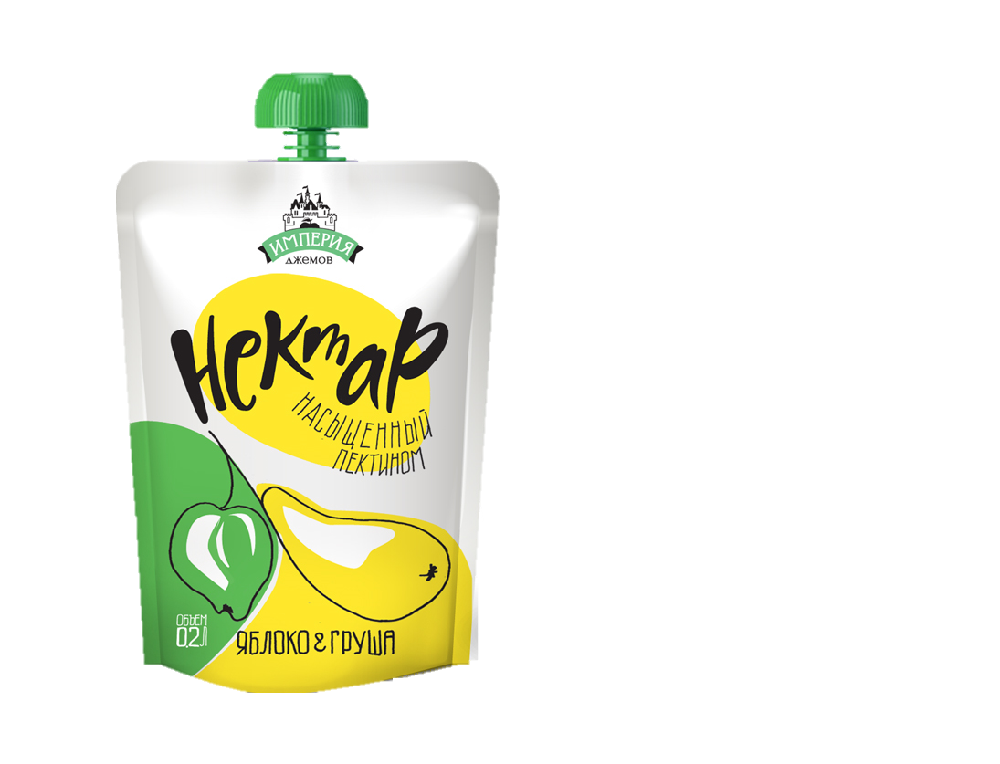 ИМПЕРИЯ
ДЖЕМОВ
Нектар
НАСЫЩЕННЫЙ
ПЕКТИНОМ
ОБЪЕМ
0,2Л
ЯБЛОКО & ГРУША